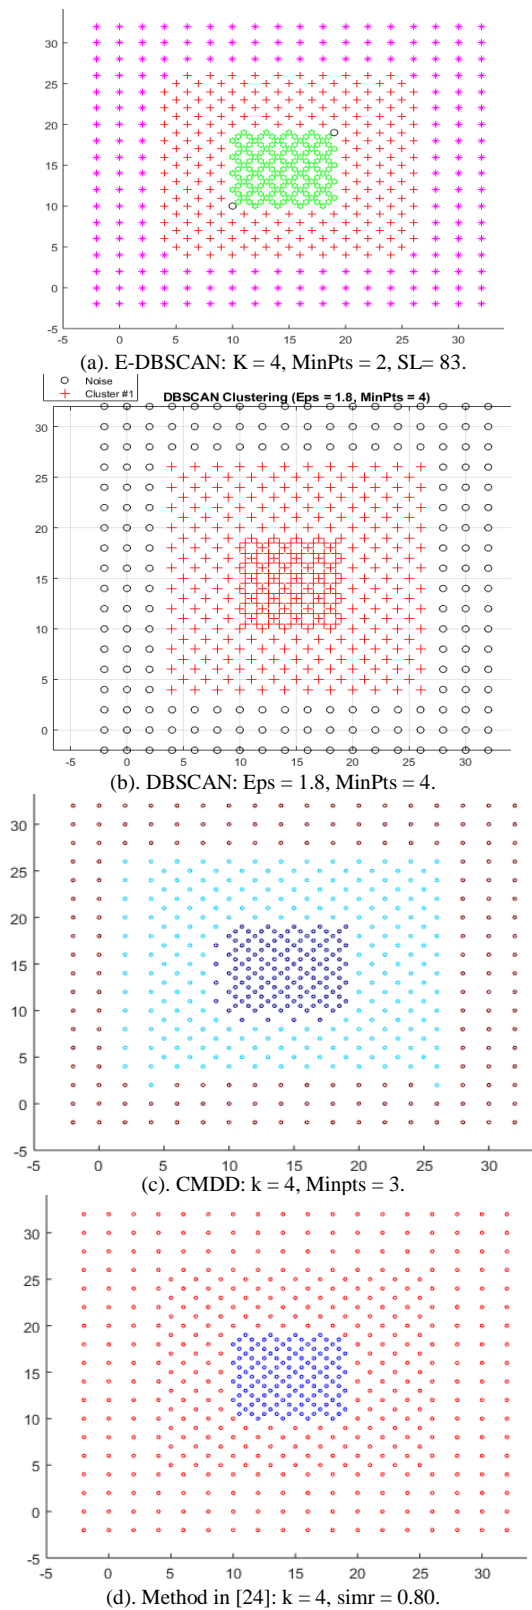 30
25
20
15
10
5
0
-5
-5 0 5 10 15 20 25 30
(a). E-DBSCAN: K = 4, MinPts = 2, SL= 83.
Noise
Cluster #1
DBSCAN Clustering (Eps = 1.8, MinPts = 4)
30
25
20
15
10
5
0
-5 0 5 10 15 20 25 30
(b). DBSCAN: Eps = 1.8, MinPts = 4.
30
25
20
15
10
5
0
-5
-5 0 5 10 15 20 25 30
(c). CMDD: k = 4, Minpts = 3.
30
25
20
15
10
5
0
-5
-5 0 5 10 15 20 25 30
(d). Method in [24]: k = 4, simr = 0.80.